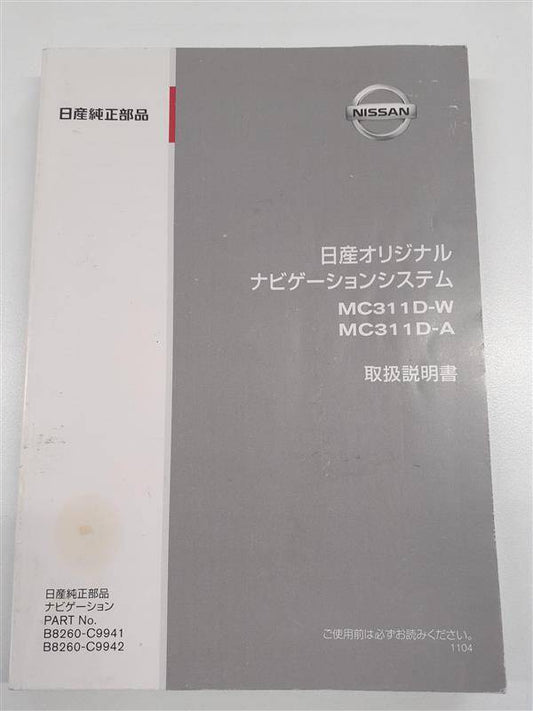 日産純正部品
NISSAN
日産オリジナル
ナビゲーションシステム
MC311D-W
MC311D-A
取扱説明書
日産純正部品
ナビゲーション
PART No.
B8260-C9941
B8260-C9942
ご使用前は必ずお読みください。
1104